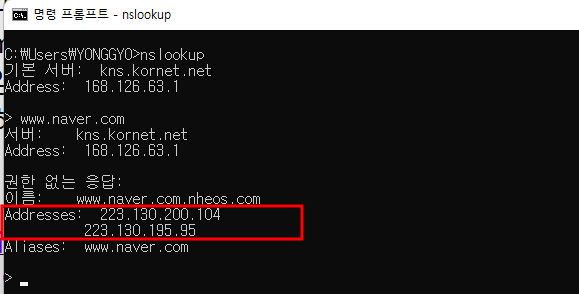 명령 프롬프트 - nslookup
C:\Users\YONGGYO>nslookup
기본 서버:  kns.kornet.net
Address:  168.126.63.1
> www.naver.com
서버:    kns.kornet.net
Address:  168.126.63.1
권한 없는 응답:
이름:    www.naver.com.nheos.com
Addresses:  223.130.200.104
223.130.195.95
Aliases:  www.naver.com
>